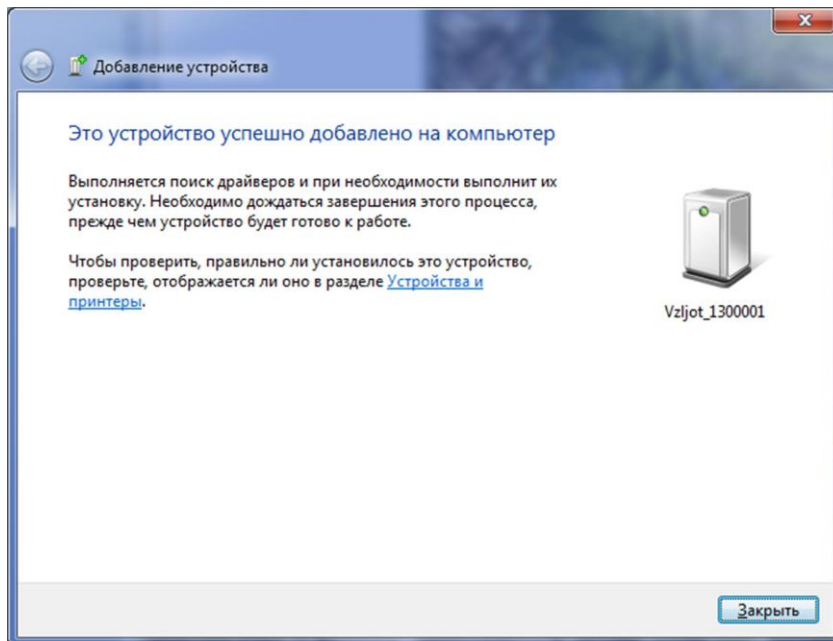 Добавление устройства
Это устройство успешно добавлено на компьютер
Выполняется поиск драйверов и при необходимости выполнит их
установку. Необходимо дождаться завершения этого процесса,
прежде чем устройство будет готово к работе.
Чтобы проверить, правильно ли установилось это устройство,
проверьте, отображается ли оно в разделе Устройства и
принтеры.
Vzljot_1300001
Закрыть